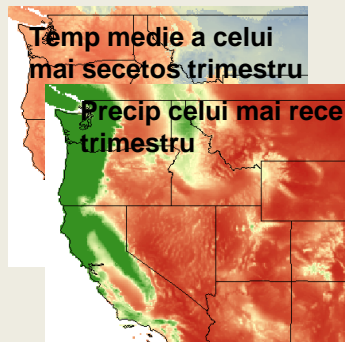 Temp medie a celui
mai secetos trimestru
Precip celui mai rece
trimestru